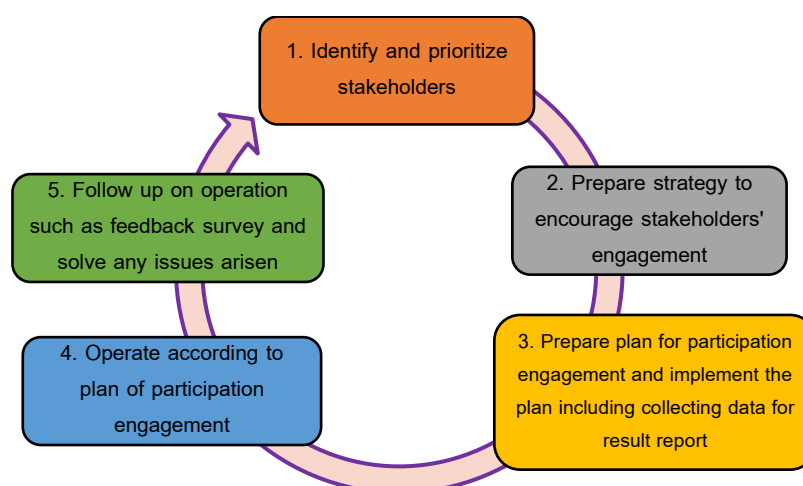 1. Identify and prioritize
stakeholders
2. Prepare strategy to
encourage stakeholders'
engagement
3. Prepare plan for participation
engagement and implement the
plan including collecting data for
result report
4. Operate according to
plan of participation
engagement
5. Follow up on operation
such as feedback survey and
solve any issues arisen